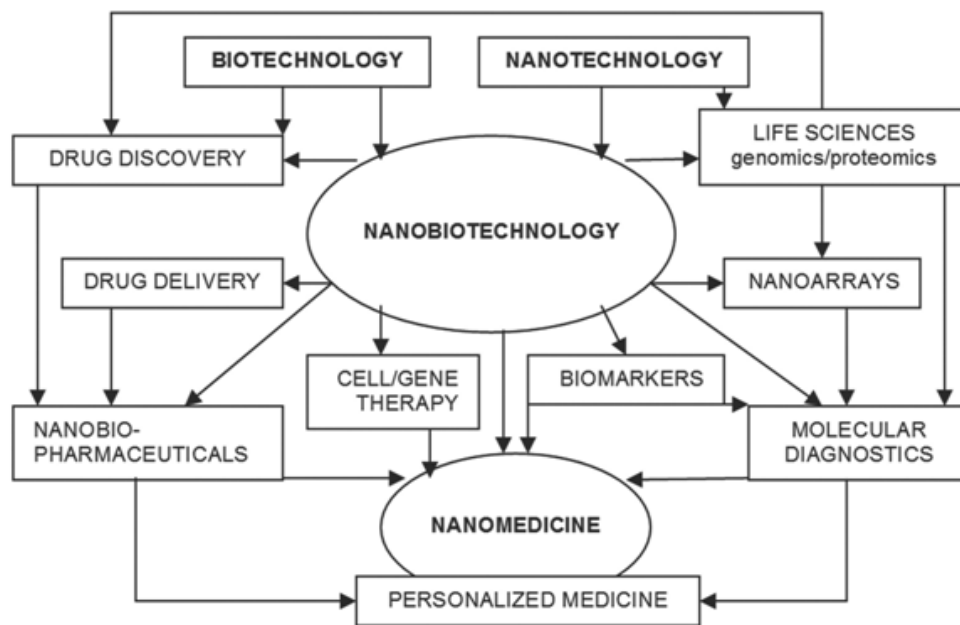 BIOTECHNOLOGY
NANOTECHNOLOGY
DRUG DISCOVERY
LIFE SCIENCES
genomics/proteomics
NANOBIOTECHNOLOGY
DRUG DELIVERY
NANOARRAYS
CELL/GENE
THERAPY
BIOMARKERS
NANOBIO-
PHARMACEUTICALS
MOLECULAR
DIAGNOSTICS
NANOMEDICINE
PERSONALIZED MEDICINE